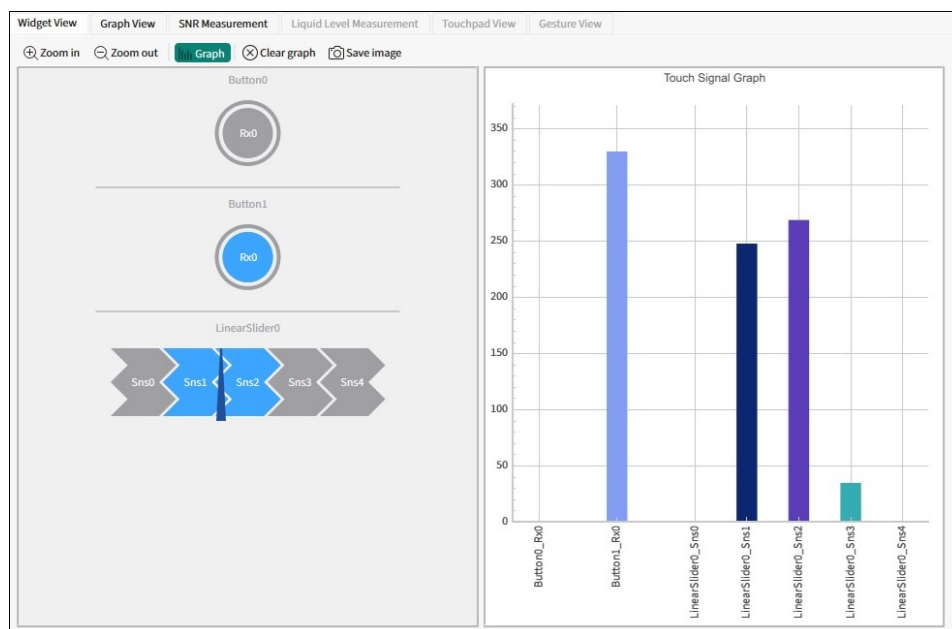 Widget View Graph View SNR Measurement Liquid Level Measurement Touchpad View Gesture View
Zoom in Zoom out Graph Clear graph Save image
Button0
Rx0
Button1
Rx0
LinearSlider0
Sns0 Sns1 Sns2 Sns3 Sns4
Touch Signal Graph
350
300
250
200
150
100
50
0
Button0_Rx0
Button1_Rx0
LinearSlider0_Sns0
LinearSlider0_Sns1
LinearSlider0_Sns2
LinearSlider0_Sns3
LinearSlider0_Sns4